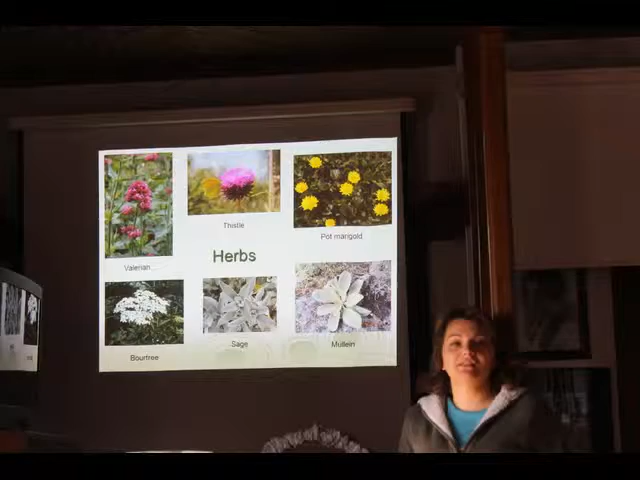 Thistle
Pot marigold
Herbs
Valerian
Bourtree
Sage
Mullein